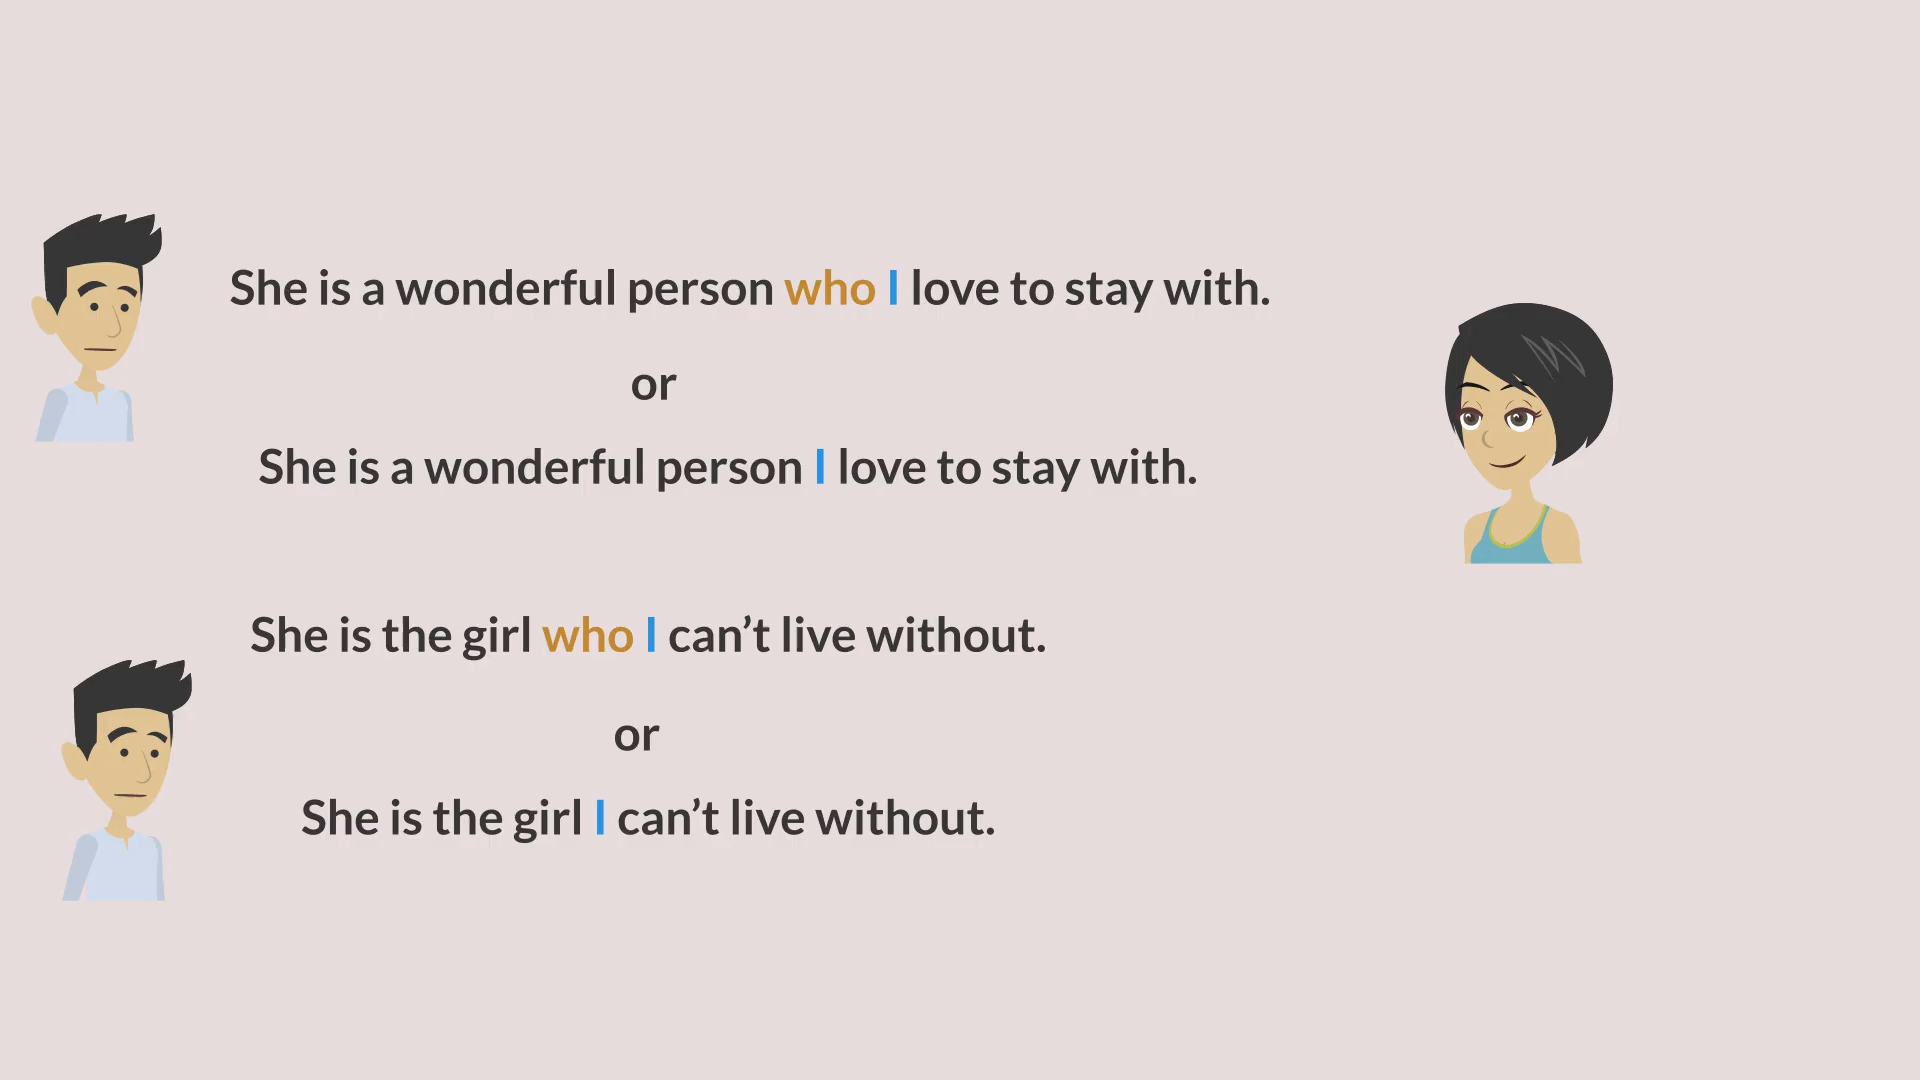 She is a wonderful person who I love to stay with.
or
She is a wonderful person I love to stay with.
She is the girl who I can’t live without.
or
She is the girl I can’t live without.